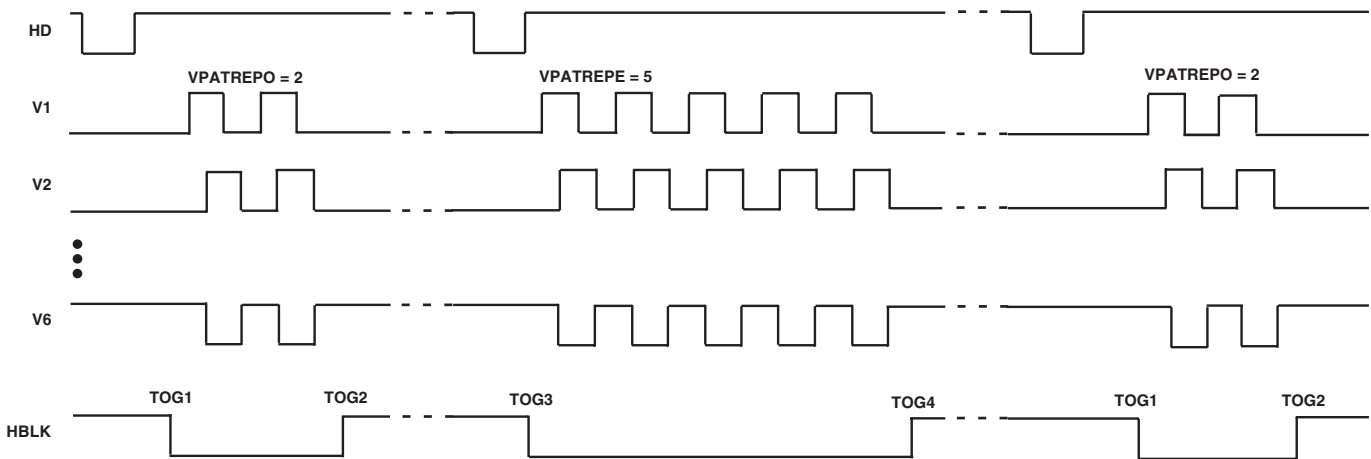 HD
VPATREPO = 2
VPATREPE = 5
VPATREPO = 2
V1
V2
V6
TOG1
TOG2
TOG3
TOG4
TOG1
TOG2
HBLK